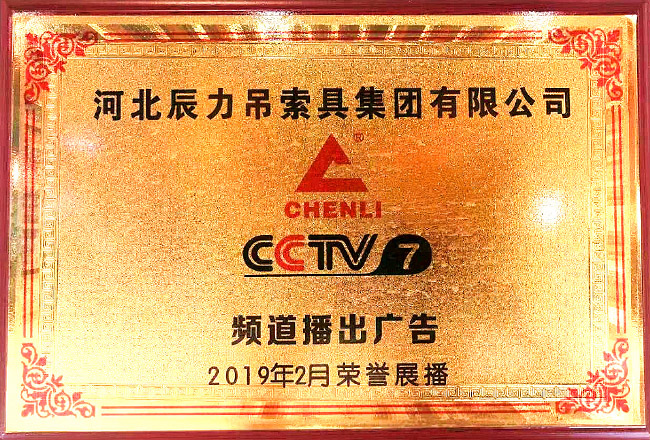 河北辰力吊索具集团有限公司
®
CHENLI
CCTV 7
频道播出广告
2019年2月荣誉展播